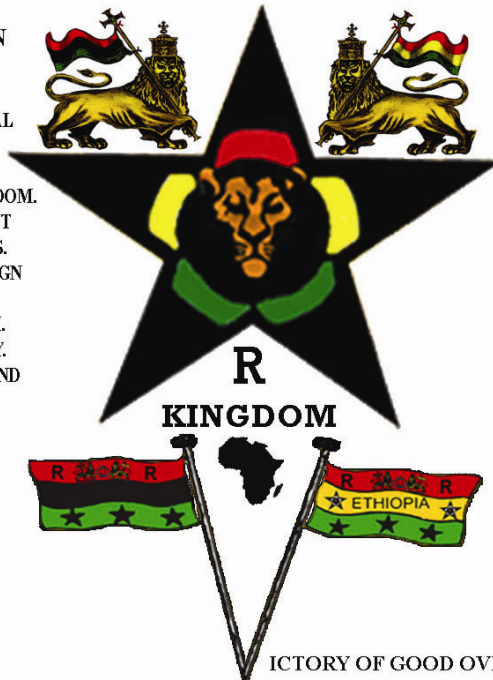 N
AL
DOM.
T
S.
GN
.
Y.
ND
R
KINGDOM
R R
R R
ETHIOPIA
ICTORY OF GOOD OV